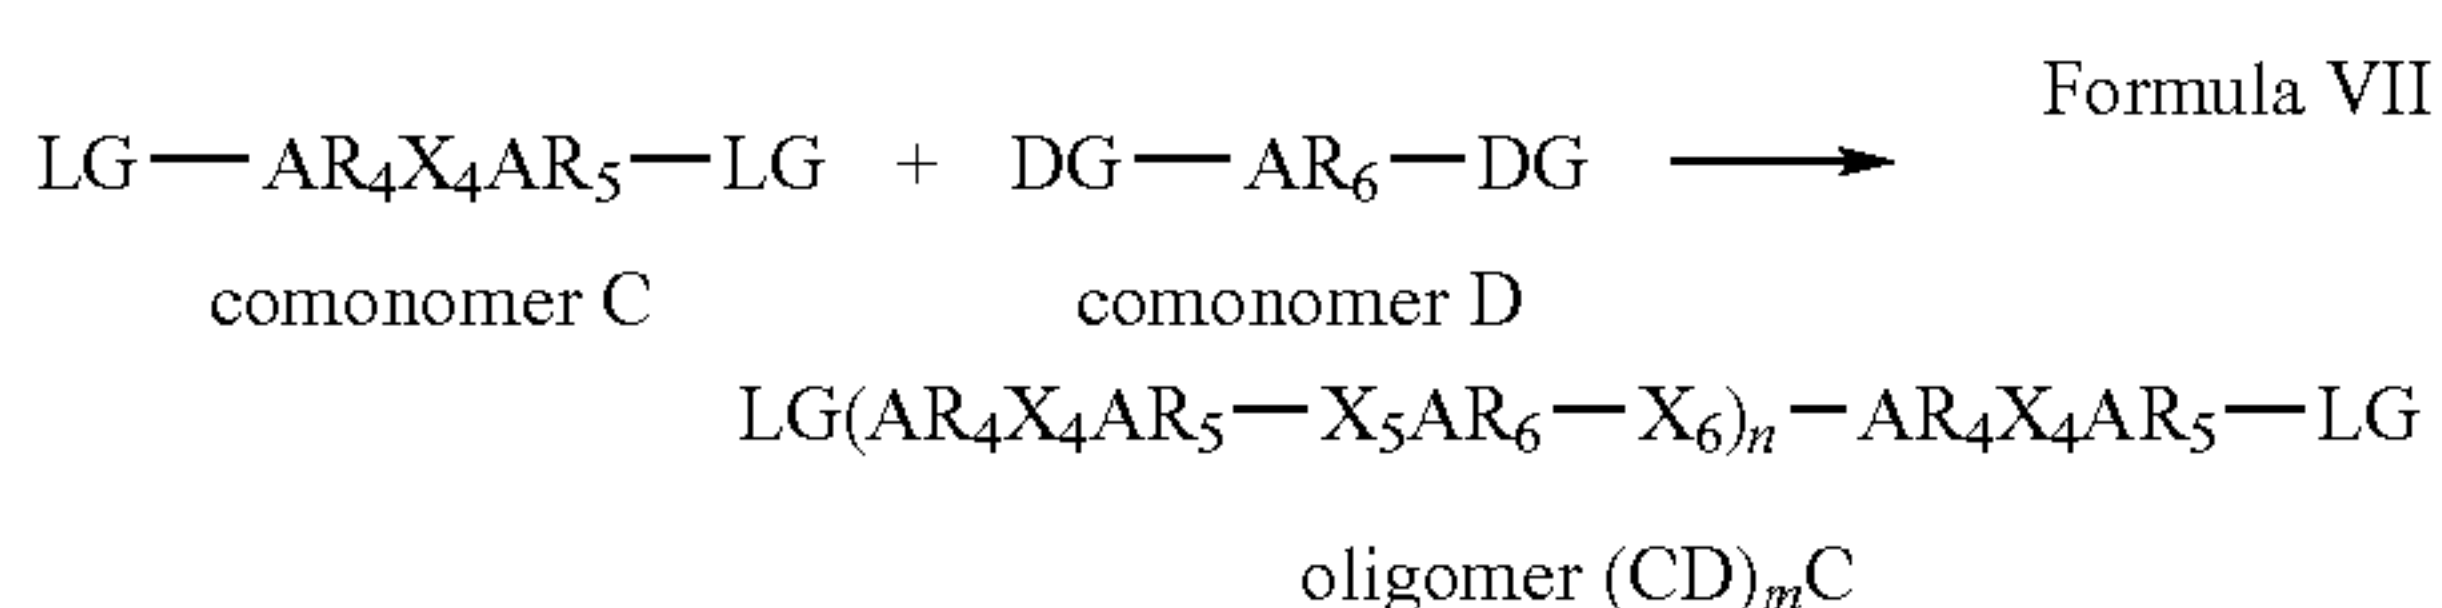 Formula VII
LG—AR₄X₄AR₅—LG + DG—AR₆—DG ⟶
comonomer C comonomer D
LG(AR₄X₄AR₅—X₅AR₆—X₆)ₙ—AR₄X₄AR₅—LG
oligomer (CD)ₘC